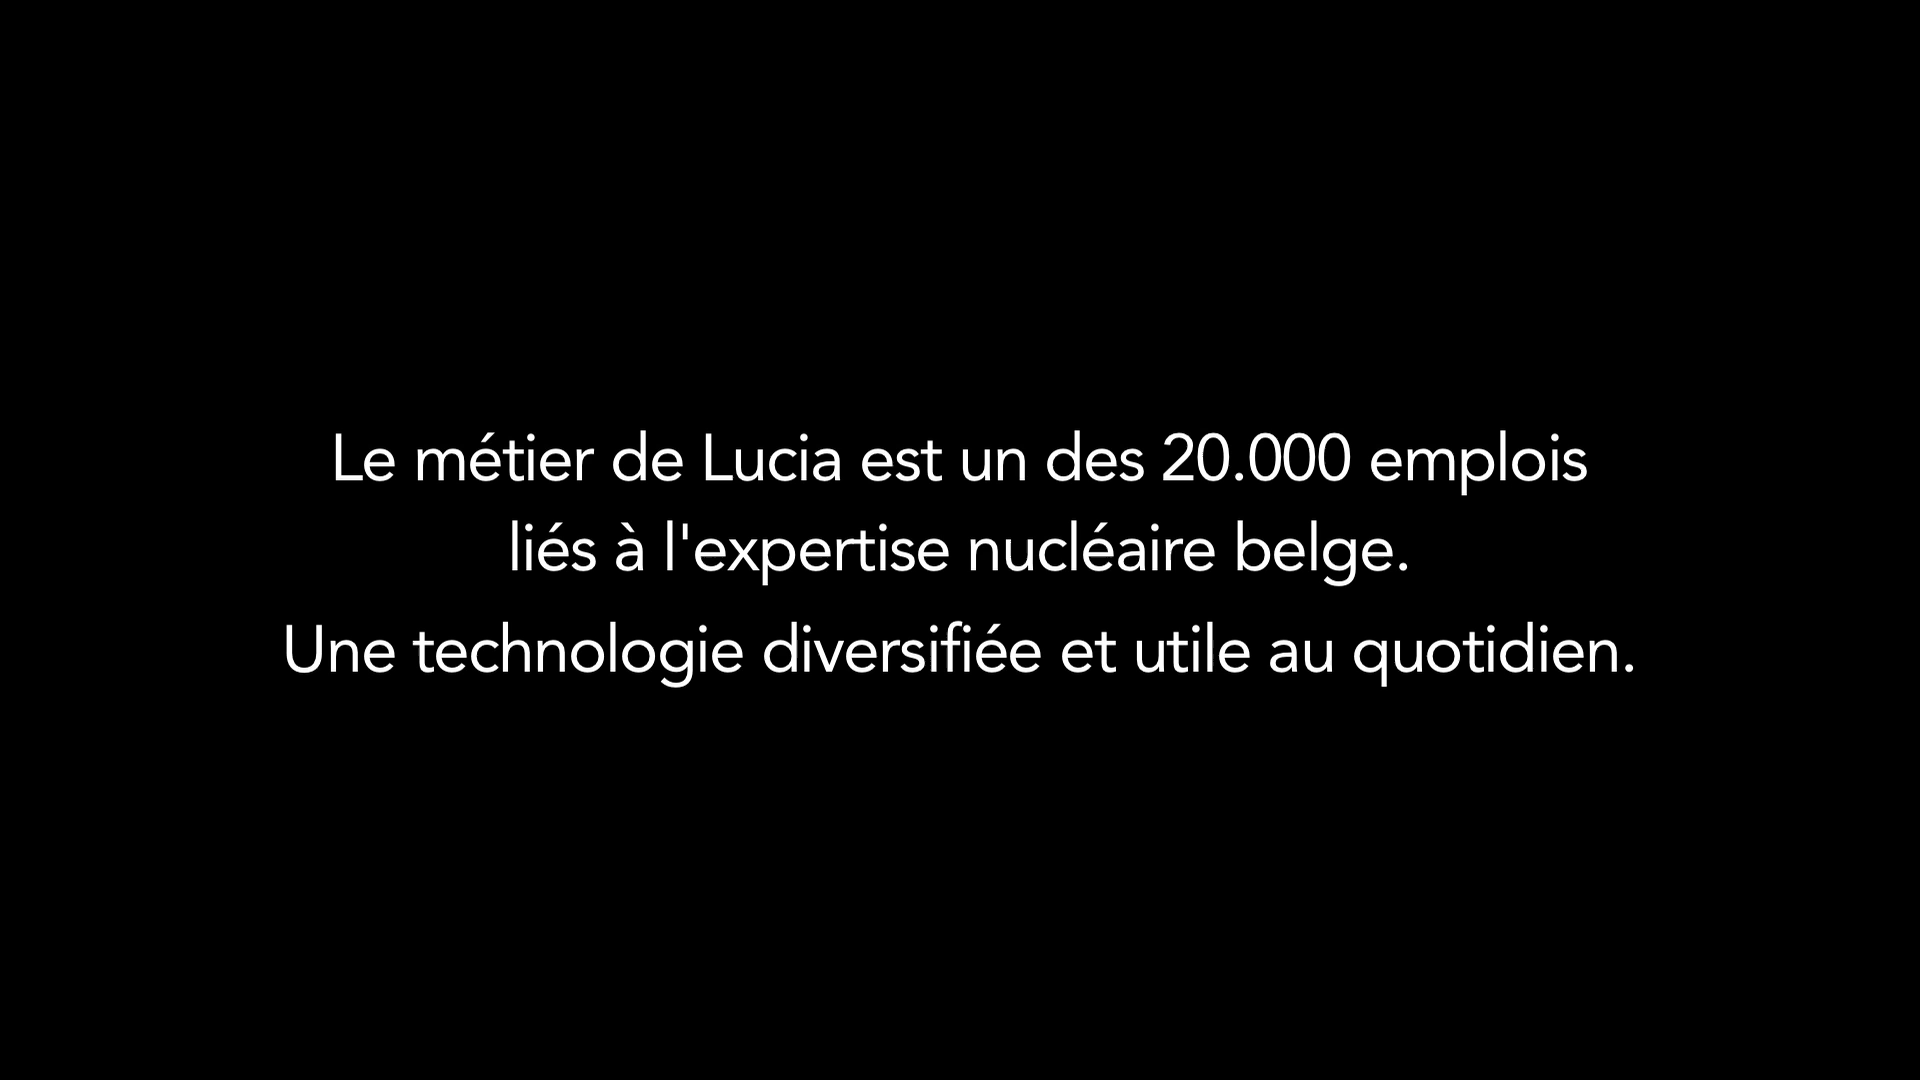 Le métier de Lucia est un des 20.000 emplois
liés à l'expertise nucléaire belge.
Une technologie diversifiée et utile au quotidien.